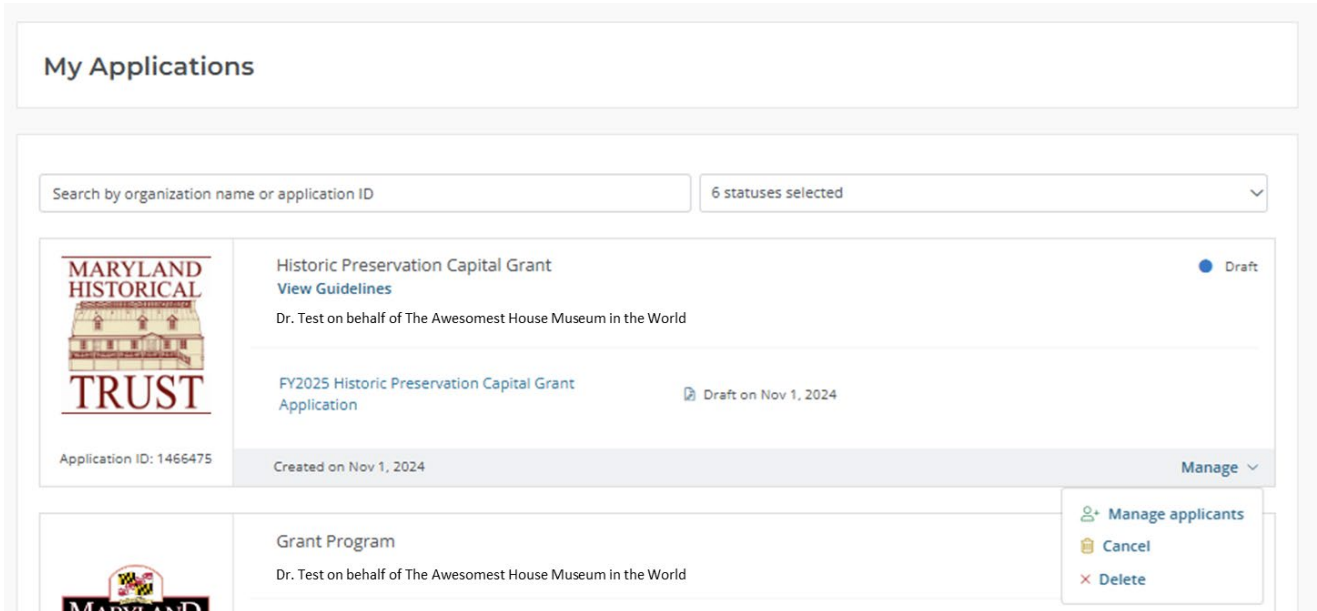 My Applications
Search by organization name or application ID
6 statuses selected
MARYLAND
HISTORICAL
TRUST
Application ID: 1466475
Historic Preservation Capital Grant
Draft
View Guidelines
Dr. Test on behalf of The Awesomest House Museum in the World
FY2025 Historic Preservation Capital Grant
Application
Draft on Nov 1, 2024
Created on Nov 1, 2024
Manage
Manage applicants
Cancel
Delete
Grant Program
Dr. Test on behalf of The Awesomest House Museum in the World
MARYLAND